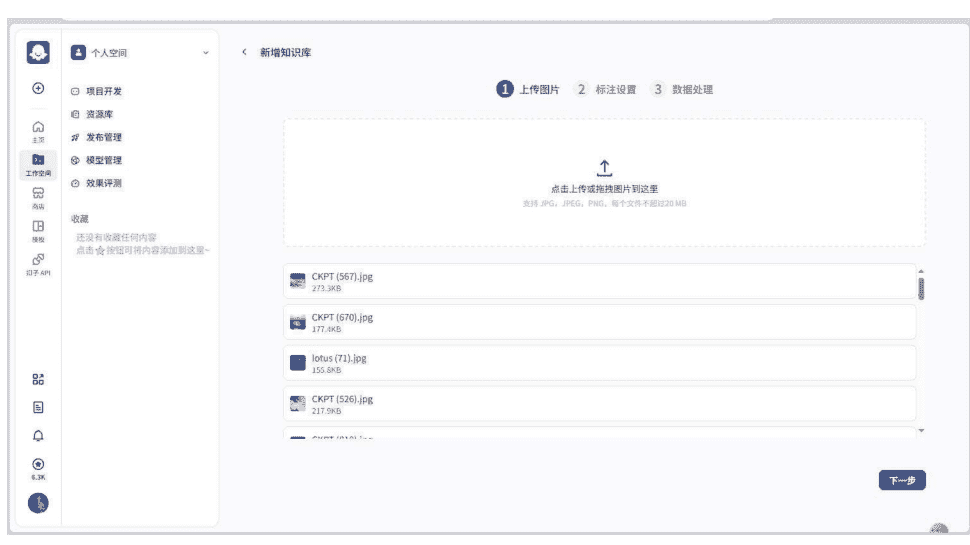 个人空间
新增知识库
1 上传图片 2 标注设置 3 数据处理
项目开发
资源库
发布管理
模型管理
效果评测
收藏
还没有收藏任何内容
点击 按钮可将内容添加到这里~
主页
工作空间
商店
模板
扣子 API
6.3K
点击上传或拖拽图片到这里
支持 JPG、JPEG、PNG，每个文件不超过20 MB
CKPT (567).jpg
273.3KB
CKPT (670).jpg
177.4KB
lotus (71).jpg
155.8KB
CKPT (526).jpg
217.9KB
下一步